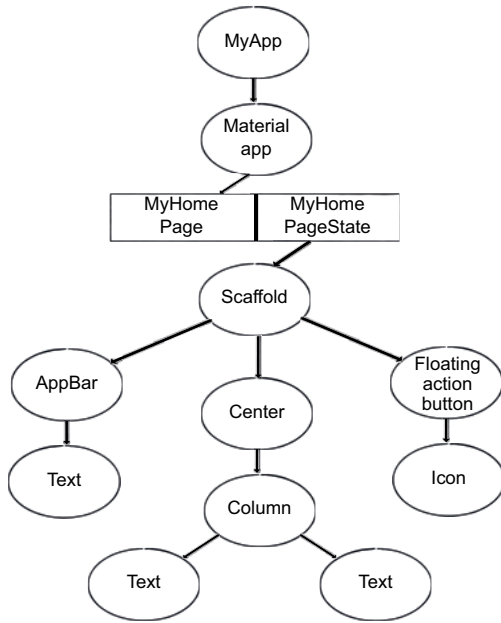 MyApp
Material
app
MyHome
Page
MyHome
PageState
Scaffold
AppBar
Center
Floating
action
button
Text
Icon
Column
Text
Text